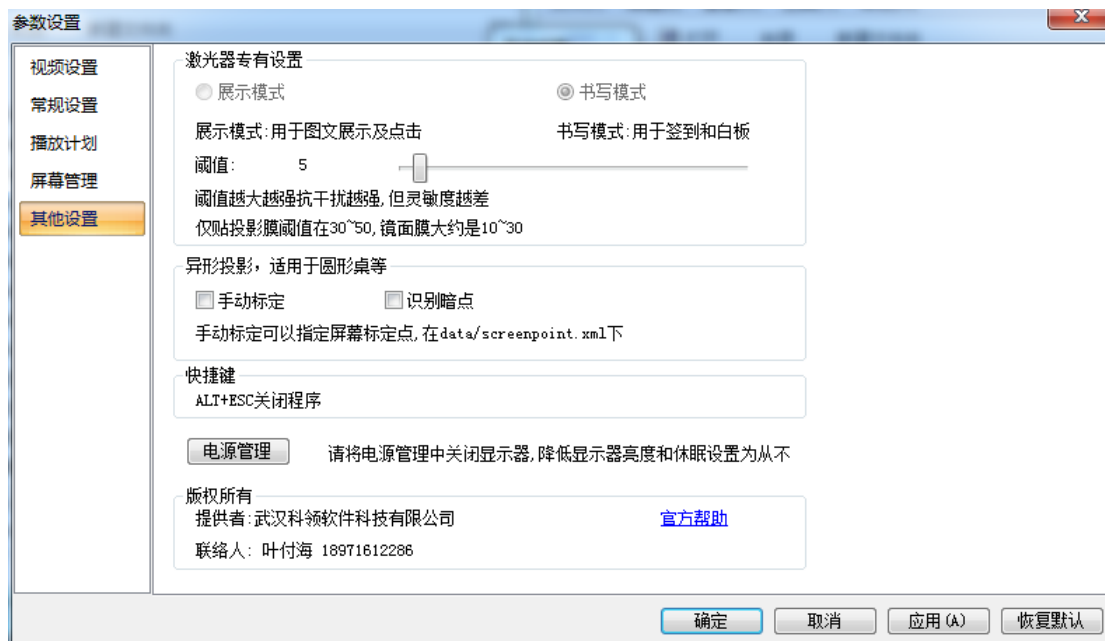 参数设置
视频设置
常规设置
播放计划
屏幕管理
其他设置
激光器专有设置
展示模式
书写模式
展示模式:用于图文展示及点击
书写模式:用于签到和白板
阈值: 5
阈值越大越强抗干扰越强,但灵敏度越差
仅贴投影膜阈值在30~50,镜面膜大约是10~30
异形投影，适用于圆形桌等
手动标定
识别暗点
手动标定可以指定屏幕标定点,在data/screenpoint.xml下
快捷键
ALT+ESC关闭程序
电源管理
请将电源管理中关闭显示器,降低显示器亮度和休眠设置为从不
版权所有
提供者:武汉科领软件科技有限公司
官方帮助
联络人: 叶付海 18971612286
确定
取消
应用(A)
恢复默认